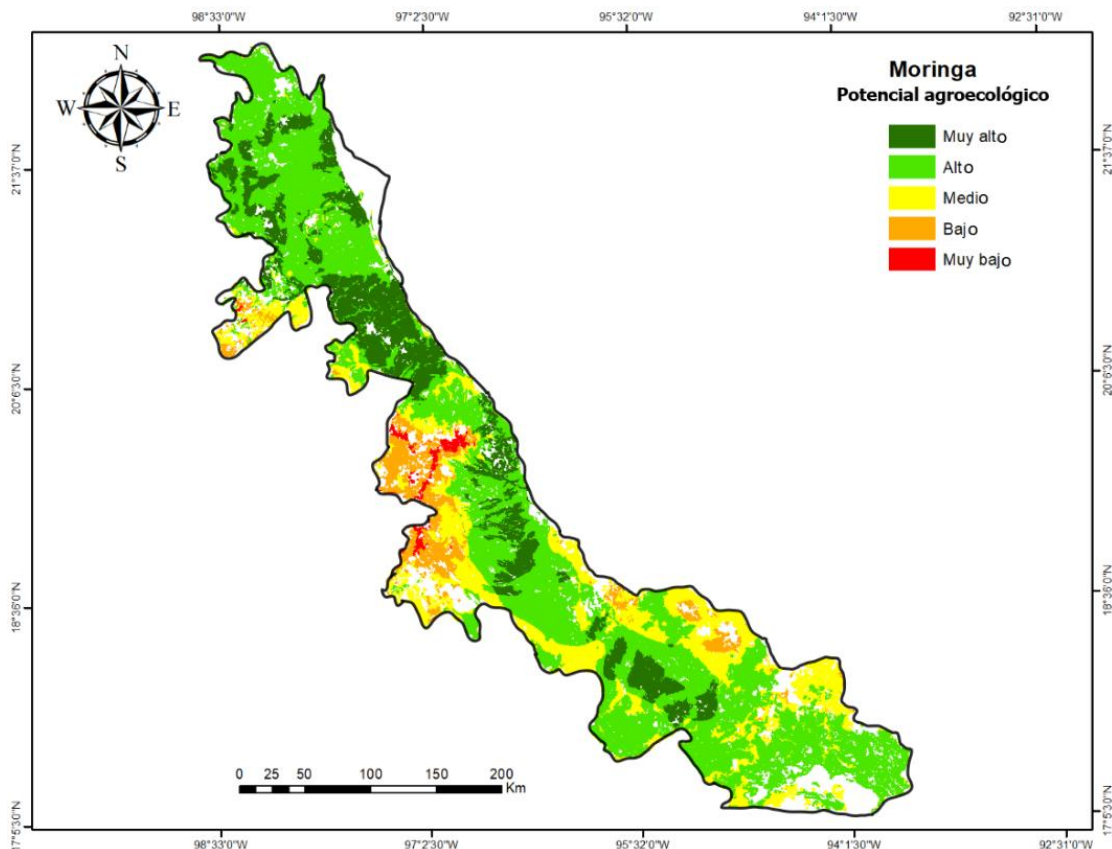 98°33'0"W 97°2'30"W 95°32'0"W 94°1'30"W 92°31'0"W
N
W E
S
Moringa
Potencial agroecológico
Muy alto
Alto
Medio
Bajo
Muy bajo
21°37'0"N
21°37'0"N
20°6'30"N
20°6'30"N
18°36'0"N
18°36'0"N
17°5'30"N
17°5'30"N
0 25 50 100 150 200
Km
98°33'0"W 97°2'30"W 95°32'0"W 94°1'30"W 92°31'0"W